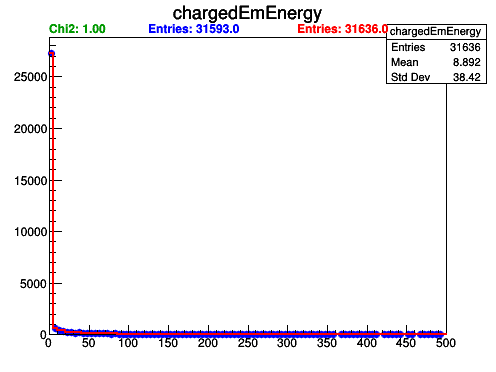 chargedEmEnergy
Chi2: 1.00 Entries: 31593.0 Entries: 31636.0
chargedEmEnergy
Entries 31636
Mean 8.892
Std Dev 38.42
25000
20000
15000
10000
5000
0
0 50 100 150 200 250 300 350 400 450 500